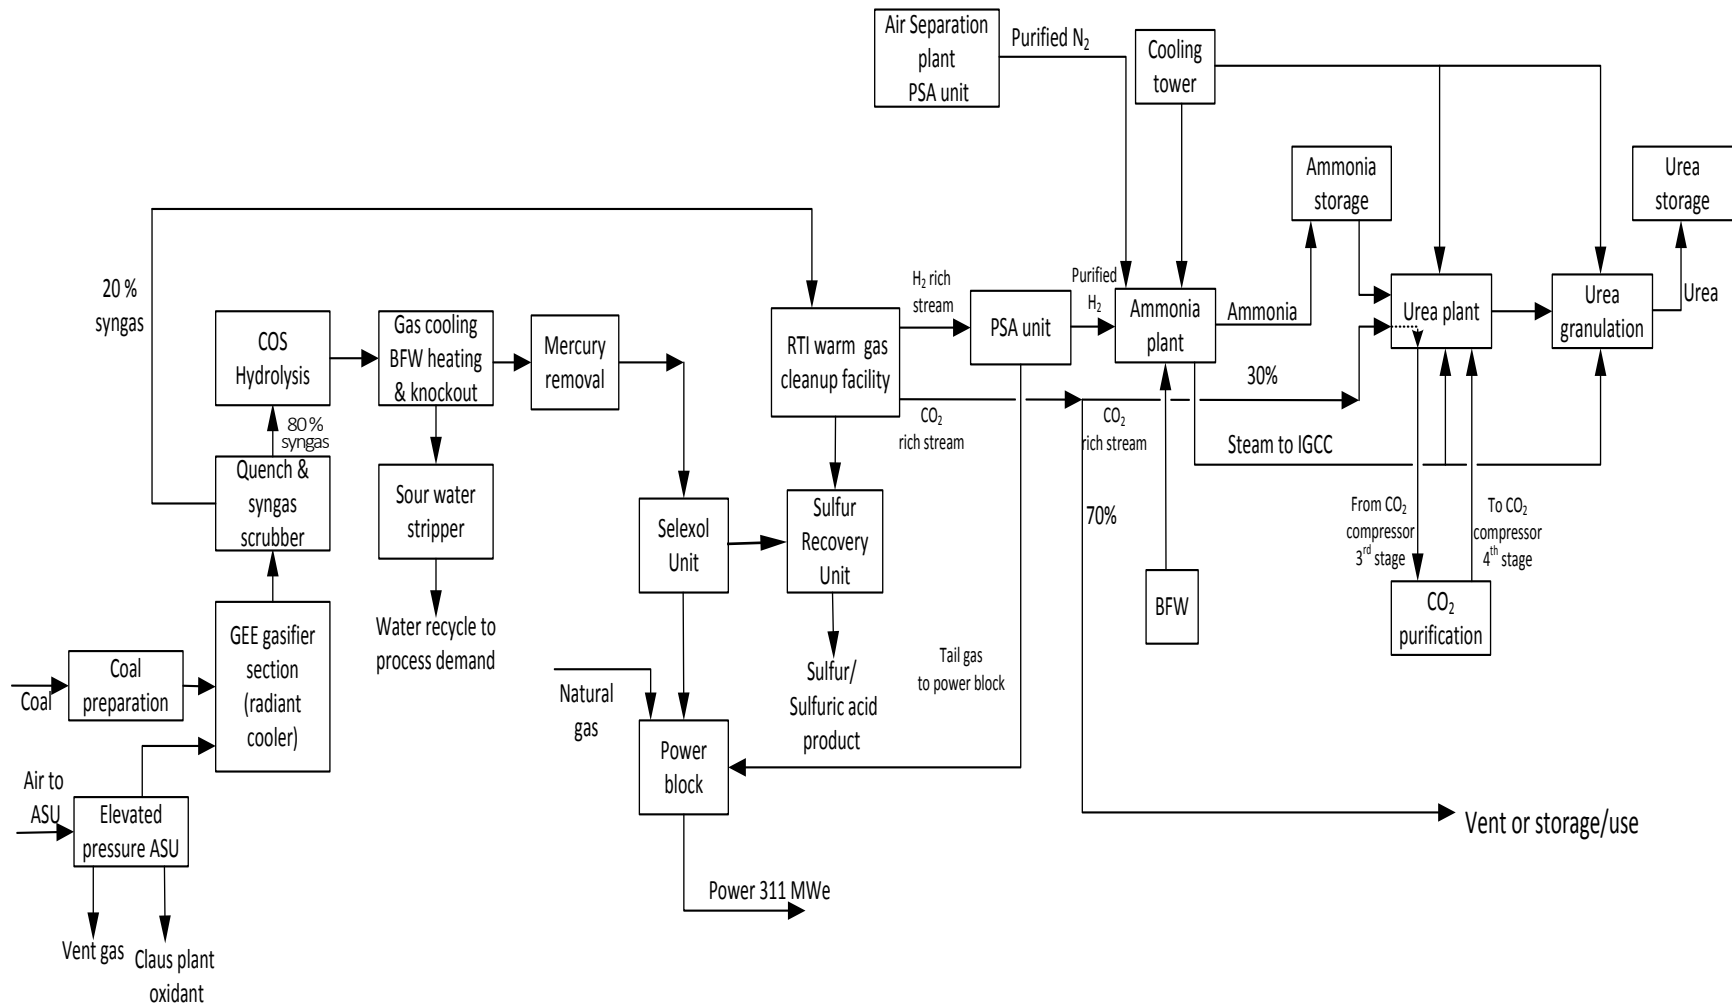 Air Separation
plant
PSA unit
Purified N2
Cooling
tower
Ammonia
storage
Urea
storage
20 %
syngas
COS
Hydrolysis
Gas cooling
BFW heating
& knockout
Mercury
removal
RTI warm gas
cleanup facility
H2 rich
stream
PSA unit
Purified
H2
Ammonia
plant
Ammonia
Urea plant
Urea
granulation
Urea
80 %
syngas
CO2
rich stream
CO2
rich stream
30%
Steam to IGCC
Quench &
syngas
scrubber
Sour water
stripper
Selexol
Unit
Sulfur
Recovery
Unit
70%
From CO2
compressor
3rd stage
To CO2
compressor
4th stage
BFW
CO2
purification
GEE gasifier
section
(radiant
cooler)
Water recycle to
process demand
Coal
Coal
preparation
Natural
gas
Sulfur/
Sulfuric acid
product
Tail gas
to power block
Power
block
Air to
ASU
Elevated
pressure ASU
Vent or storage/use
Power 311 MWe
Vent gas
Claus plant
oxidant